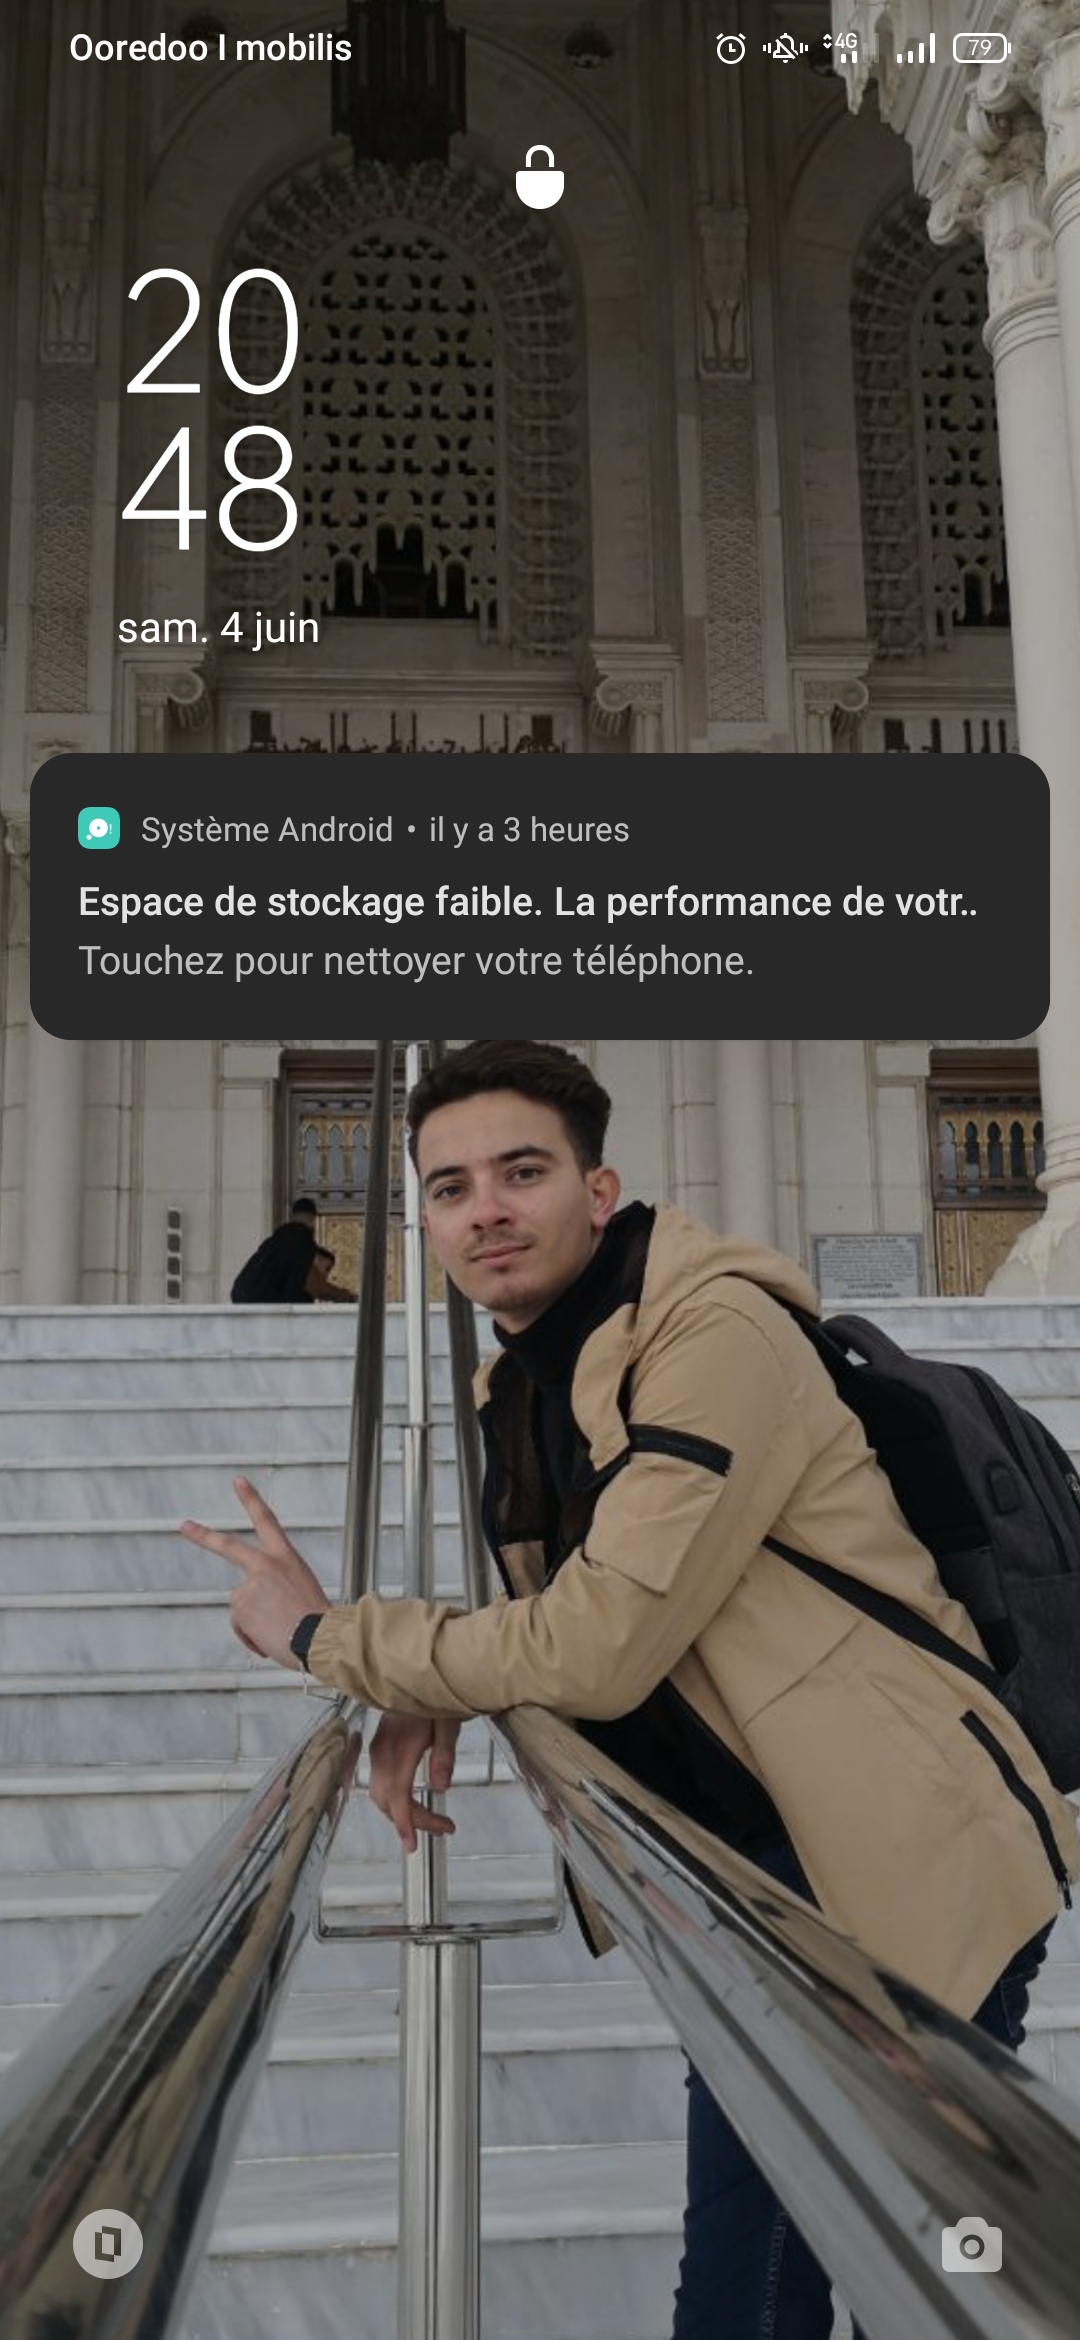 Ooredoo I mobilis
4G
79
20
48
sam. 4 juin
Système Android • il y a 3 heures
Espace de stockage faible. La performance de votr..
Touchez pour nettoyer votre téléphone.